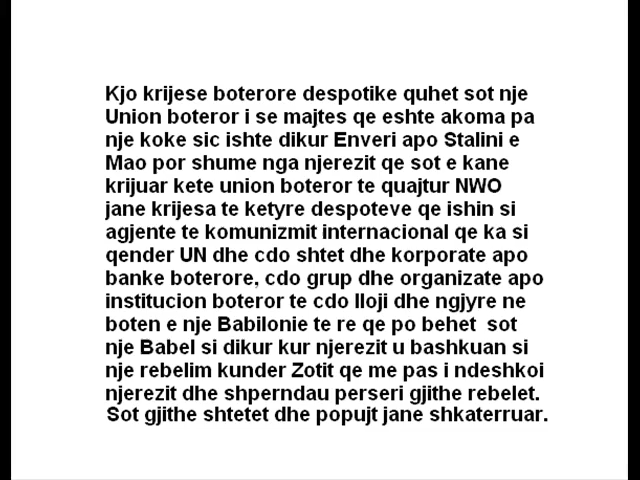 Kjo krijese boterore despotike quhet sot nje
Union boteror i se majtes qe eshte akoma pa
nje koke sic ishte dikur Enveri apo Stalini e
Mao por shume nga njerezit qe sot e kane
krijuar kete union boteror te quajtur NWO
jane krijesa te ketyre despoteve qe ishin si
agjente te komunizmit internacional qe ka si
qender UN dhe cdo shtet dhe korporate apo
banke boterore, cdo grup dhe organizate apo
institucion boteror te cdo lloji dhe ngjyre ne
boten e nje Babilonie te re qe po behet  sot
nje Babel si dikur kur njerezit u bashkuan si
nje rebelim kunder Zotit qe me pas i ndeshkoi
njerezit dhe shperndau perseri gjithe rebelet.
Sot gjithe shtetet dhe popujt jane shkaterruar.